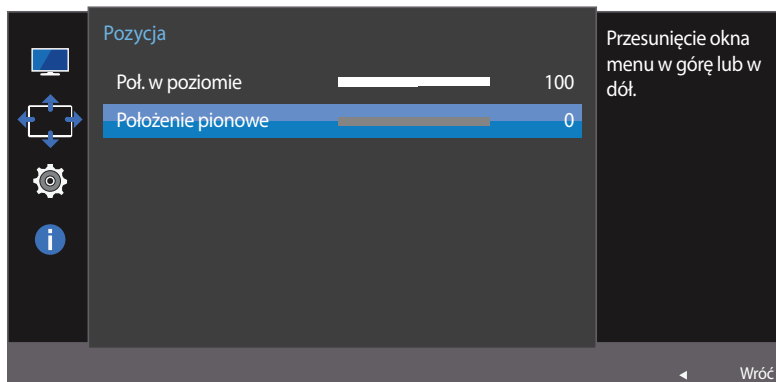 Pozycja
Poł. w poziomie 100
Położenie pionowe 0
Przesunięcie okna
menu w górę lub w
dół.
Wróć